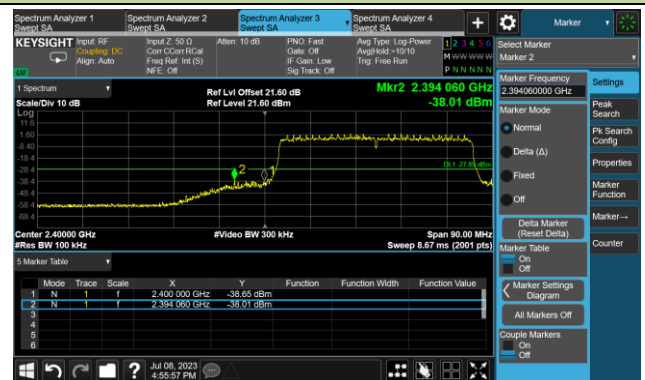 Spectrum Analyzer 1
Swept SA
Spectrum Analyzer 2
Swept SA
Spectrum Analyzer 3
Swept SA
Spectrum Analyzer 4
Swept SA
Marker
KEYSIGHT
Input: RF
Coupling: DC
Align: Auto
Input Z: 50 Ω
Corr CCorr RCal
Freq Ref: Int (S)
NFE: Off
Atten: 10 dB
PNO: Fast
Gate: Off
IF Gain: Low
Sig Track: Off
Avg Type: Log-Power
Avg|Hold:>10/10
Trig: Free Run
1 2 3 4 5 6
M W W W W W
P N N N N N
LXI
1 Spectrum
Scale/Div 10 dB
Ref Lvl Offset 21.60 dB
Ref Level 21.60 dBm
Mkr2 2.394 060 GHz
-38.01 dBm
Log
11.6
1.60
-8.40
-18.4
-28.4
-38.4
-48.4
-58.4
-68.4
2
1
Center 2.40000 GHz
#Res BW 100 kHz
#Video BW 300 kHz
Span 90.00 MHz
Sweep 8.67 ms (2001 pts)
5 Marker Table
Mode Trace Scale X Y Function Function Width Function Value
1 N 1 f 2.400 000 GHz -38.65 dBm
2 N 1 f 2.394 060 GHz -38.01 dBm
3
4
5
6
Jul 08, 2023
4:55:57 PM
Select Marker
Marker 2
Marker Frequency
2.394060000 GHz
Marker Mode
Normal
Delta (Δ)
Fixed
Off
Delta Marker
(Reset Delta)
Marker Table
On
Off
Marker Settings
Diagram
All Markers Off
Couple Markers
On
Off
Settings
Peak
Search
Pk Search
Config
Properties
Marker
Function
Marker→
Counter